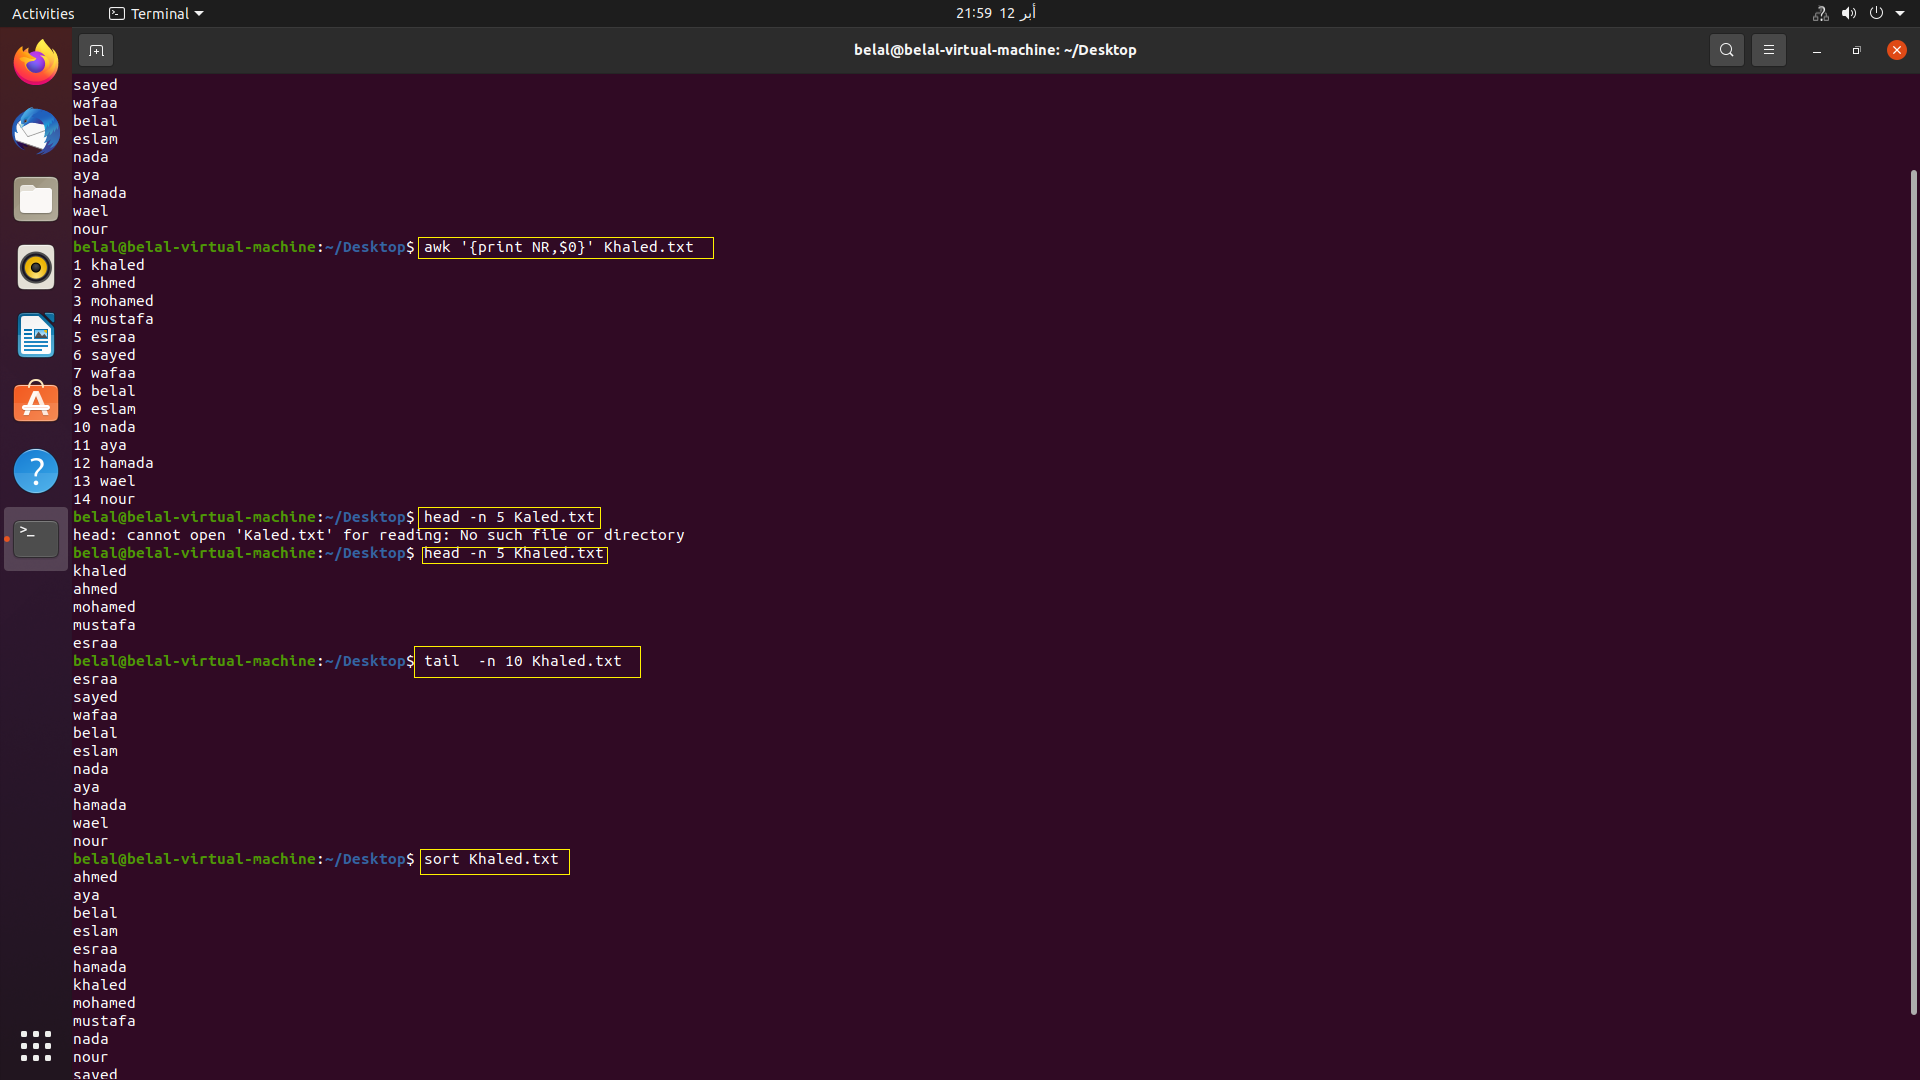 Activities
Terminal
21:59 12 أبر
belal@belal-virtual-machine: ~/Desktop
sayed
wafaa
belal
eslam
nada
aya
hamada
wael
nour
belal@belal-virtual-machine:~/Desktop$ awk '{print NR,$0}' Khaled.txt
1 khaled
2 ahmed
3 mohamed
4 mustafa
5 esraa
6 sayed
7 wafaa
8 belal
9 eslam
10 nada
11 aya
12 hamada
13 wael
14 nour
belal@belal-virtual-machine:~/Desktop$ head -n 5 Kaled.txt
head: cannot open 'Kaled.txt' for reading: No such file or directory
belal@belal-virtual-machine:~/Desktop$ head -n 5 Khaled.txt
khaled
ahmed
mohamed
mustafa
esraa
belal@belal-virtual-machine:~/Desktop$ tail  -n 10 Khaled.txt
esraa
sayed
wafaa
belal
eslam
nada
aya
hamada
wael
nour
belal@belal-virtual-machine:~/Desktop$ sort Khaled.txt
ahmed
aya
belal
eslam
esraa
hamada
khaled
mohamed
mustafa
nada
nour
sayed